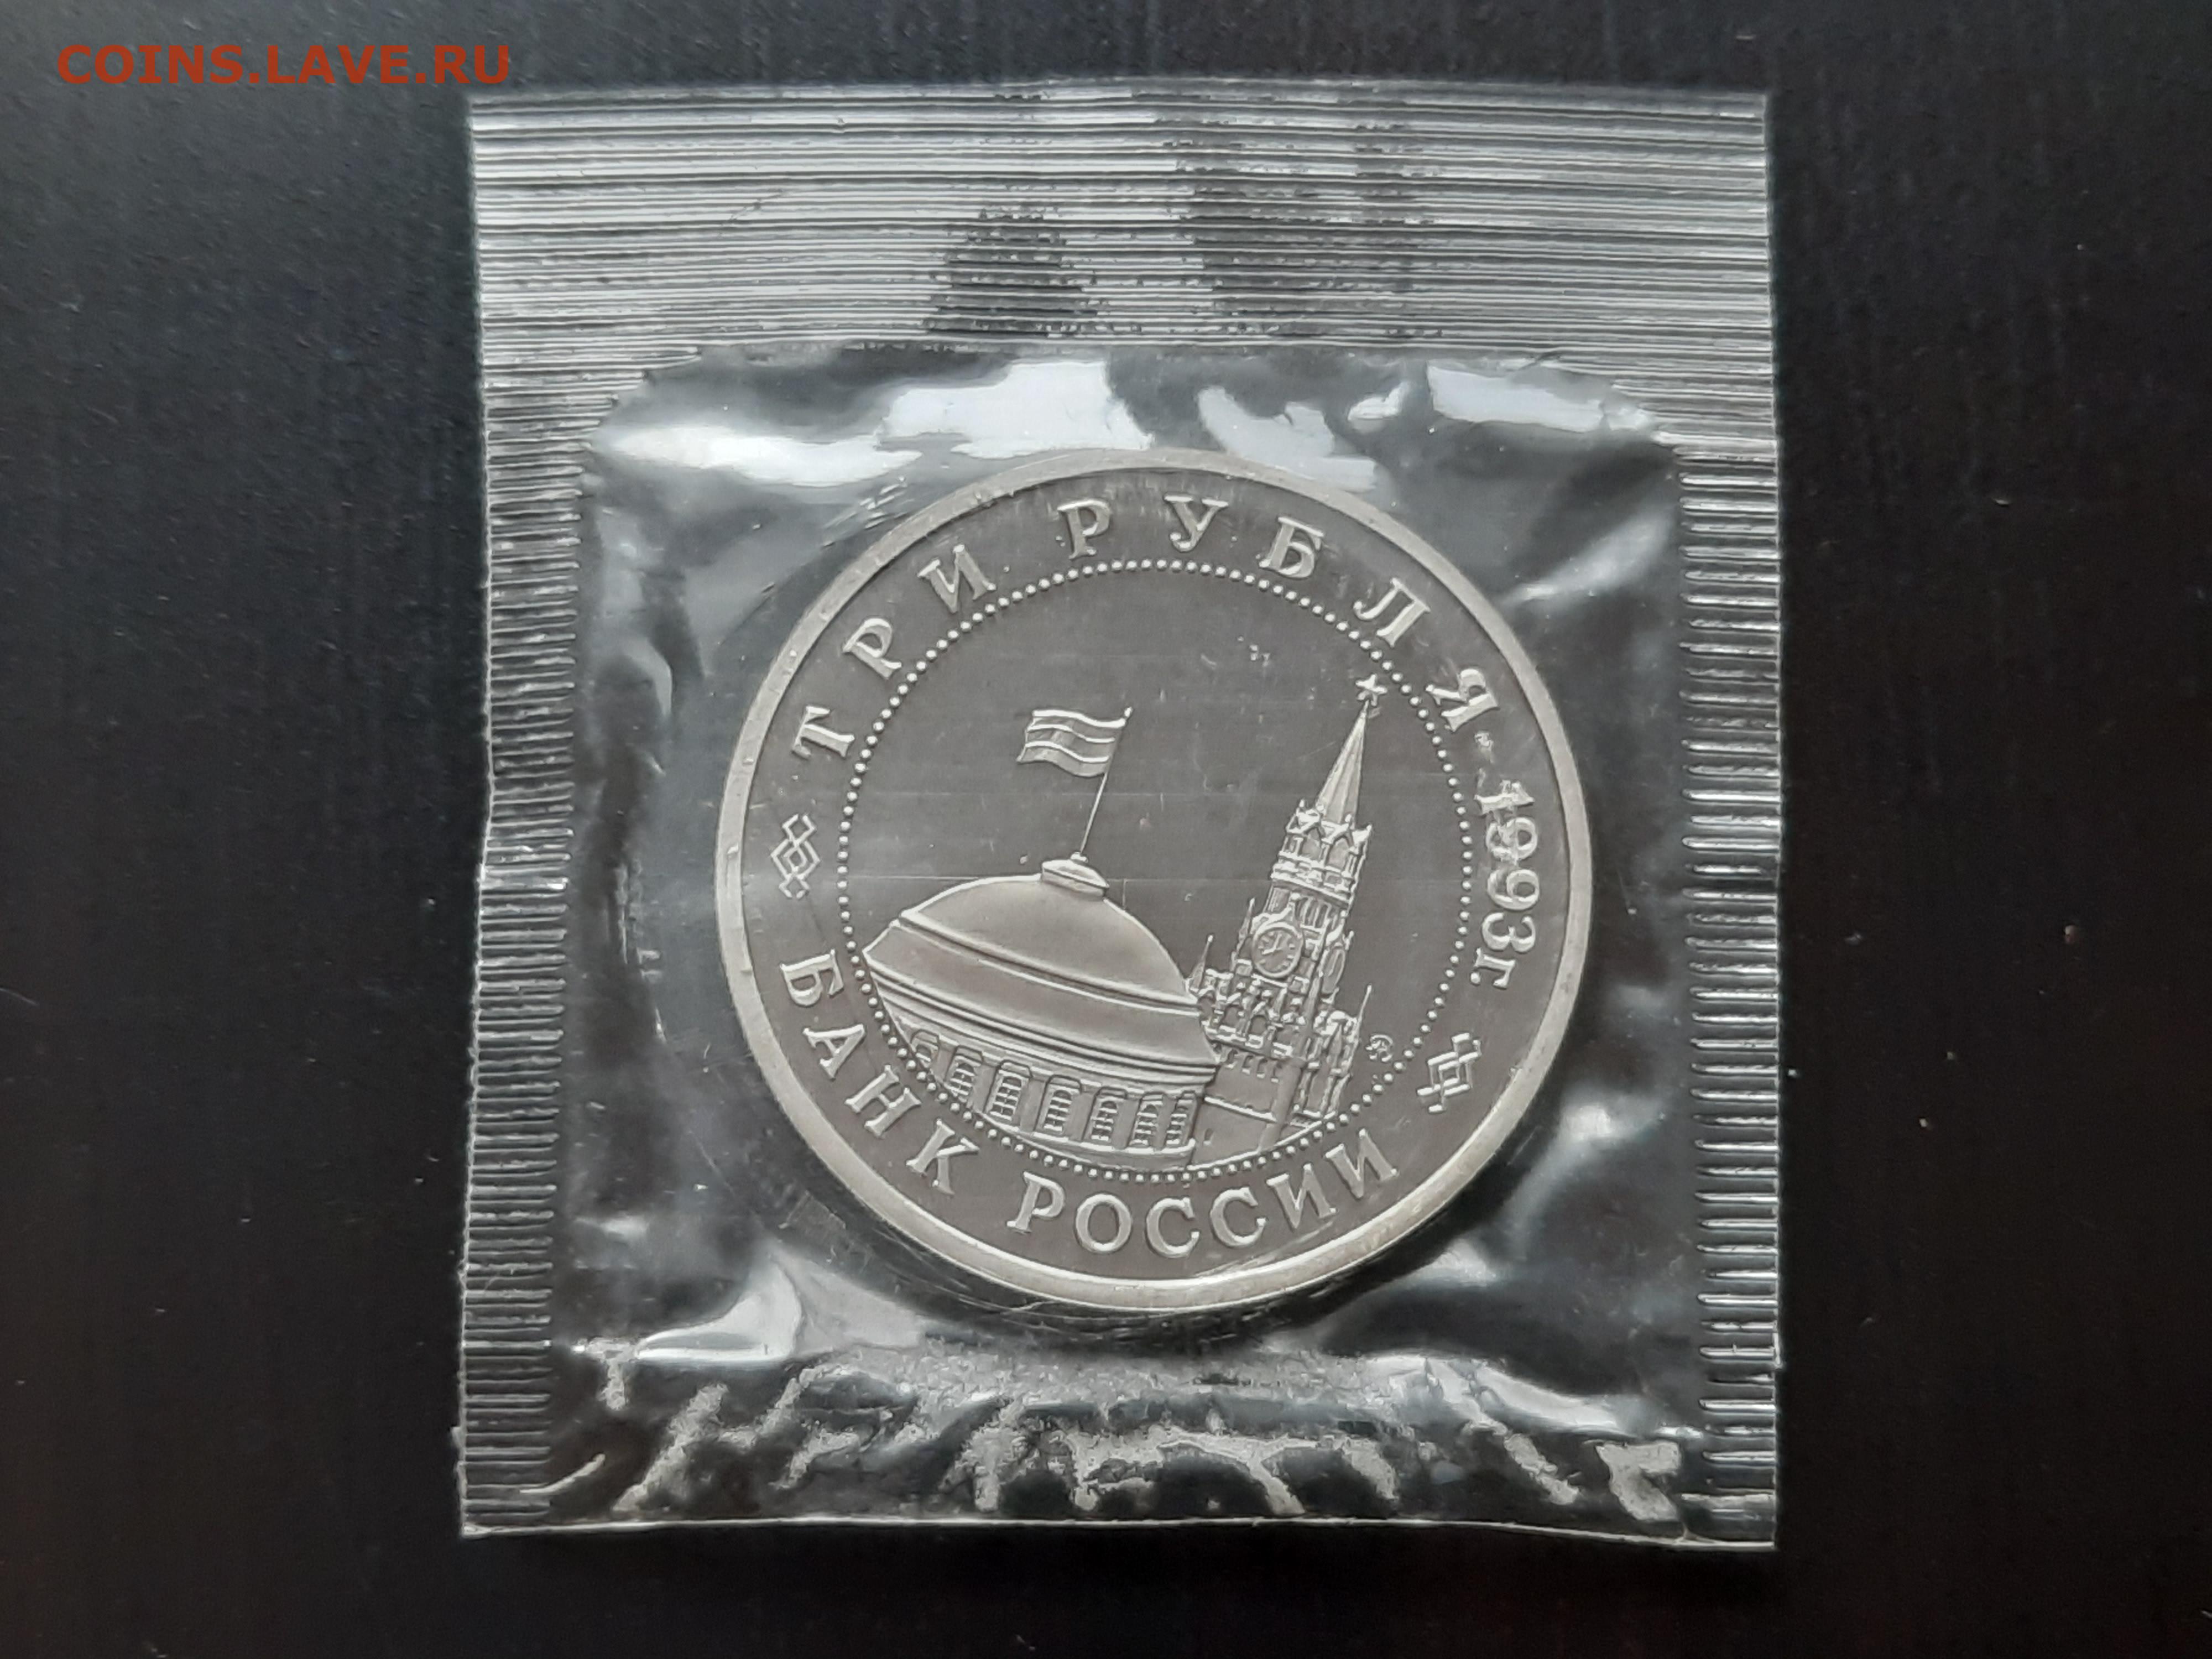 COINS.LAVE.RU
ТРИ РУБЛЯ·1993г.
БАНК РОССИИ